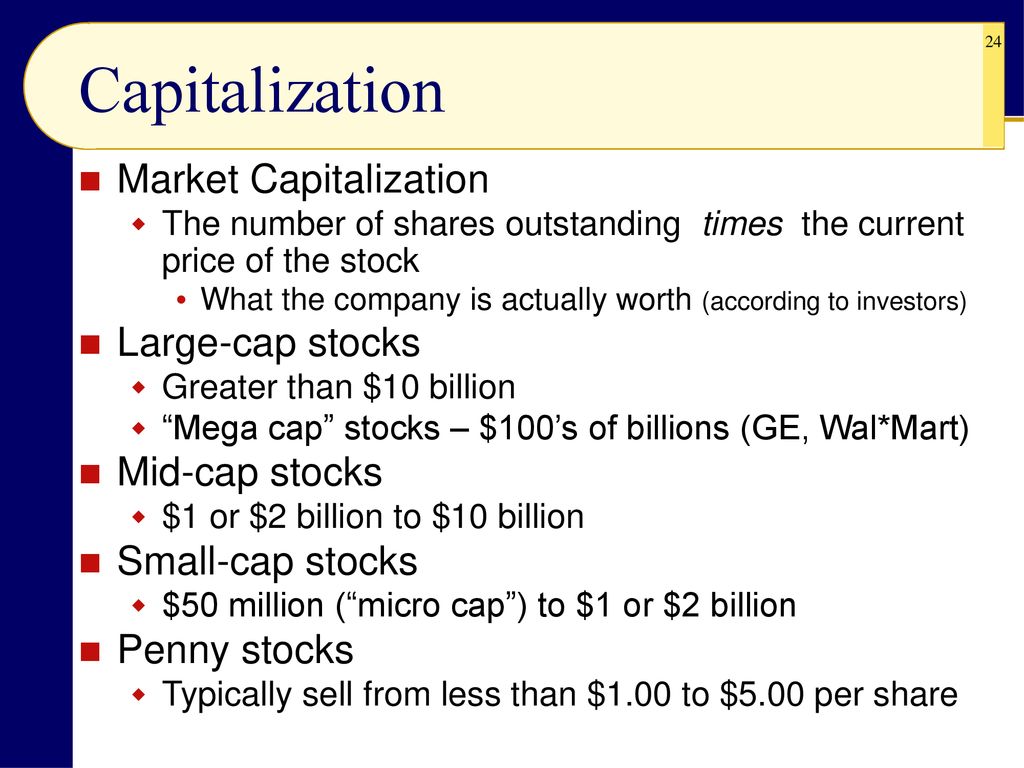 24
Capitalization
Market Capitalization
The number of shares outstanding times the current
price of the stock
What the company is actually worth (according to investors)
Large-cap stocks
Greater than $10 billion
“Mega cap” stocks – $100’s of billions (GE, Wal*Mart)
Mid-cap stocks
$1 or $2 billion to $10 billion
Small-cap stocks
$50 million (“micro cap”) to $1 or $2 billion
Penny stocks
Typically sell from less than $1.00 to $5.00 per share